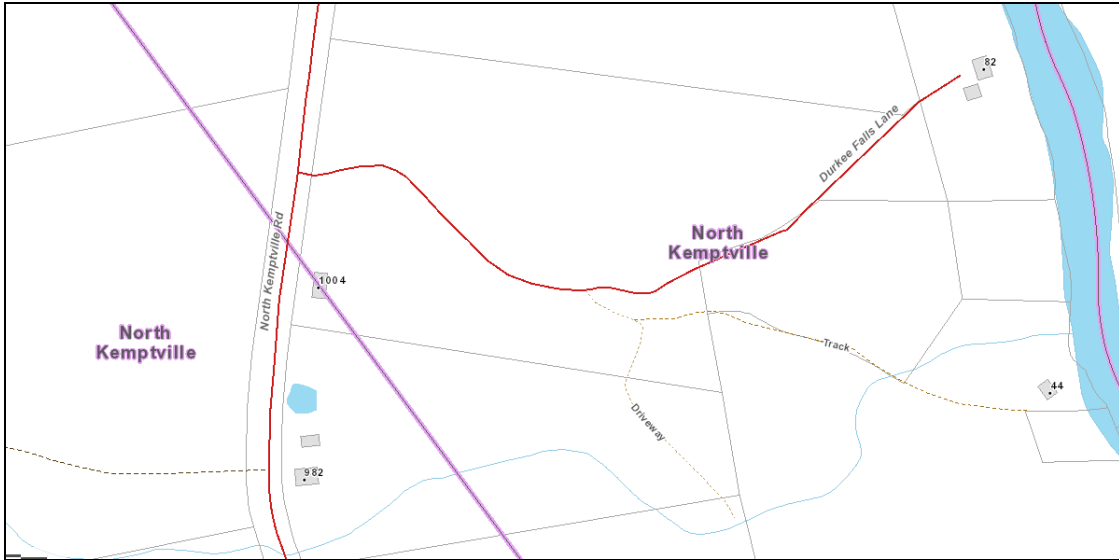 82
Durkee Falls Lane
North Kemptville Rd
North
Kemptville
1004
North
Kemptville
Track
44
Driveway
982